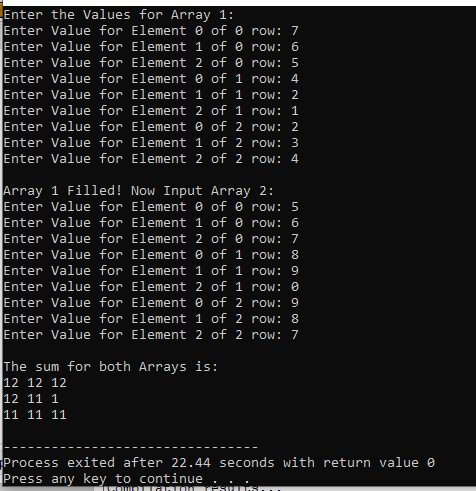 Enter the Values for Array 1:
Enter Value for Element 0 of 0 row: 7
Enter Value for Element 1 of 0 row: 6
Enter Value for Element 2 of 0 row: 5
Enter Value for Element 0 of 1 row: 4
Enter Value for Element 1 of 1 row: 2
Enter Value for Element 2 of 1 row: 1
Enter Value for Element 0 of 2 row: 2
Enter Value for Element 1 of 2 row: 3
Enter Value for Element 2 of 2 row: 4
Array 1 Filled! Now Input Array 2:
Enter Value for Element 0 of 0 row: 5
Enter Value for Element 1 of 0 row: 6
Enter Value for Element 2 of 0 row: 7
Enter Value for Element 0 of 1 row: 8
Enter Value for Element 1 of 1 row: 9
Enter Value for Element 2 of 1 row: 0
Enter Value for Element 0 of 2 row: 9
Enter Value for Element 1 of 2 row: 8
Enter Value for Element 2 of 2 row: 7
The sum for both Arrays is:
12 12 12
12 11 1
11 11 11
--------------------------------
Process exited after 22.44 seconds with return value 0
Press any key to continue . . .
Compilation results...